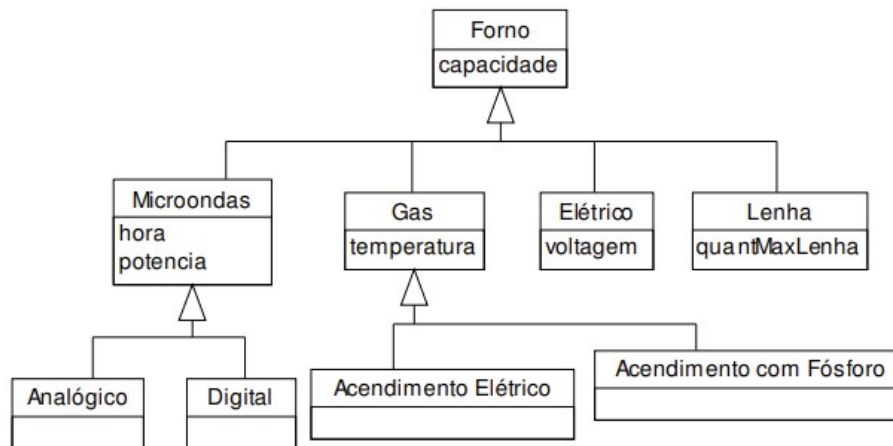 Forno
capacidade
Microondas
hora
potencia
Gas
temperatura
Elétrico
voltagem
Lenha
quantMaxLenha
Analógico
Digital
Acendimento Elétrico
Acendimento com Fósforo